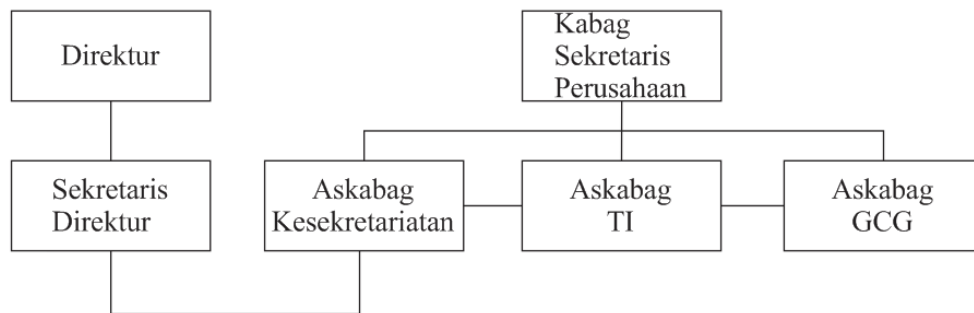 Direktur
Kabag
Sekretaris
Perusahaan
Sekretaris
Direktur
Askabag
Kesekretariatan
Askabag
TI
Askabag
GCG